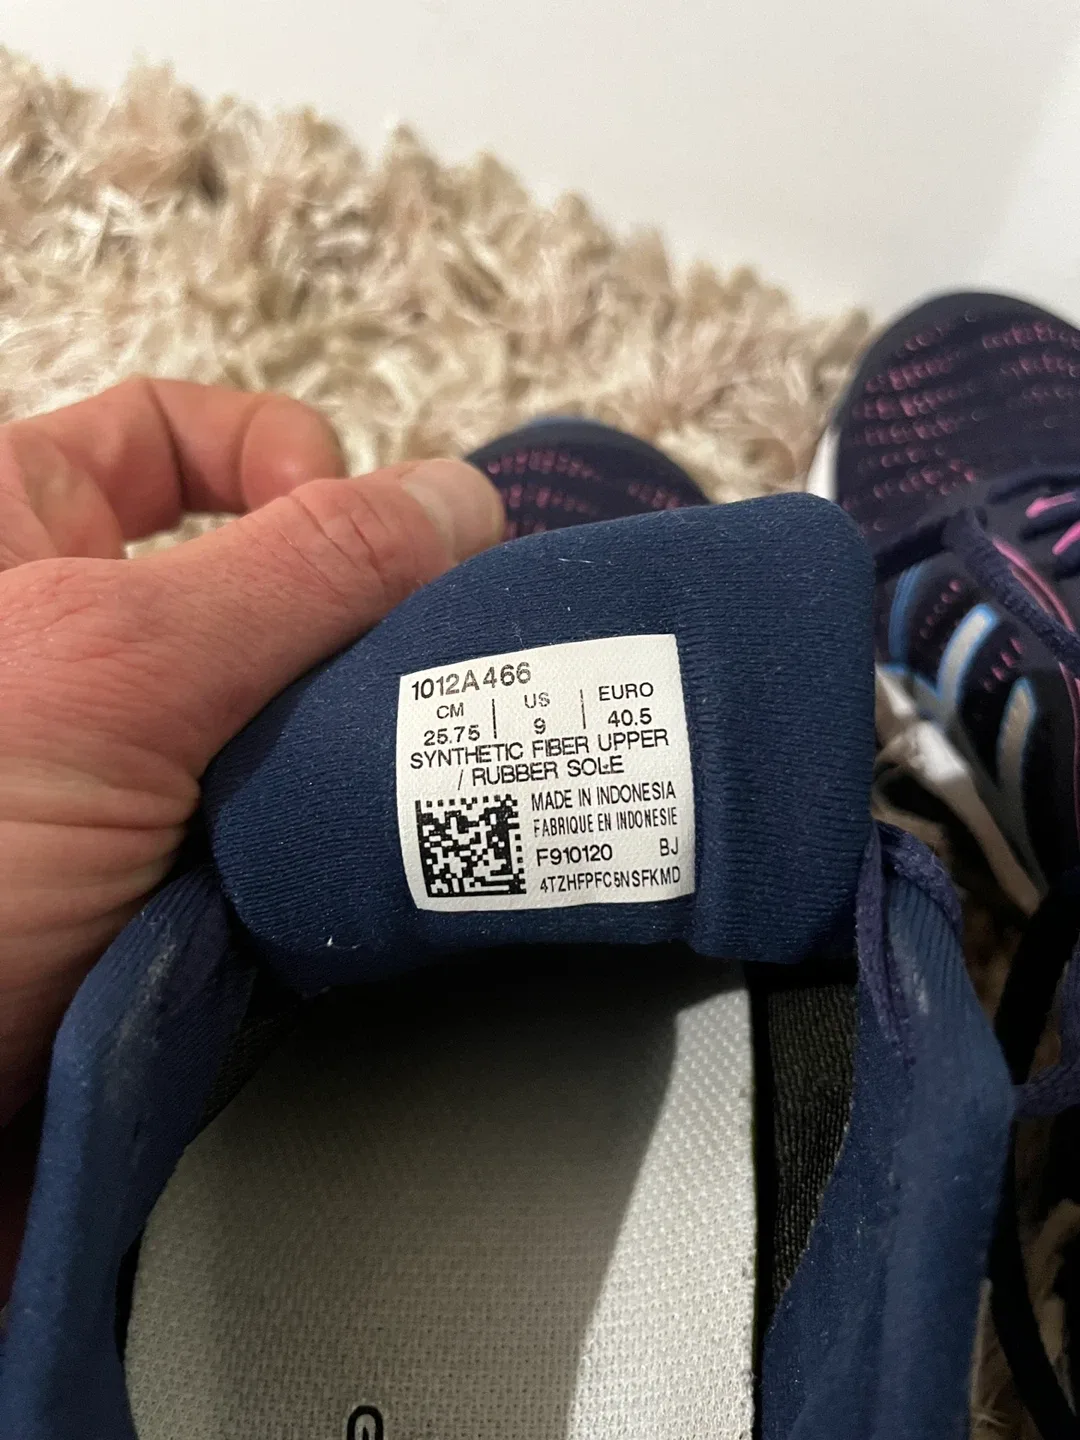 1012A466
CM | US | EURO
25.75 | 9 | 40.5
SYNTHETIC FIBER UPPER
/ RUBBER SOLE
MADE IN INDONESIA
FABRIQUE EN INDONESIE
F910120 BJ
4TZHFPFC5NSFKMD